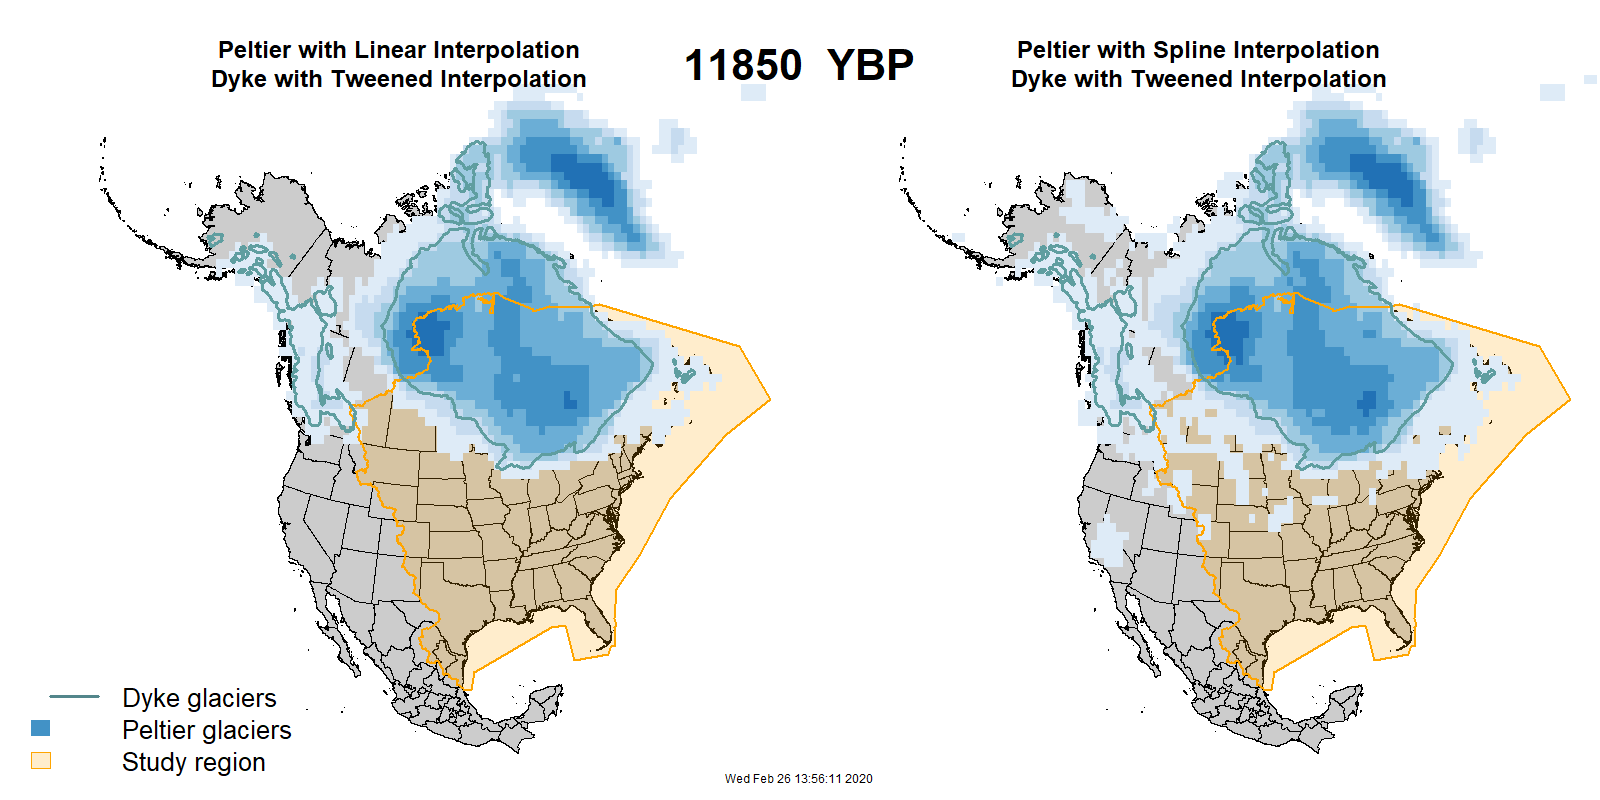 Peltier with Linear Interpolation
Dyke with Tweened Interpolation
11850 YBP
Peltier with Spline Interpolation
Dyke with Tweened Interpolation
Dyke glaciers
Peltier glaciers
Study region
Wed Feb 26 13:56:11 2020